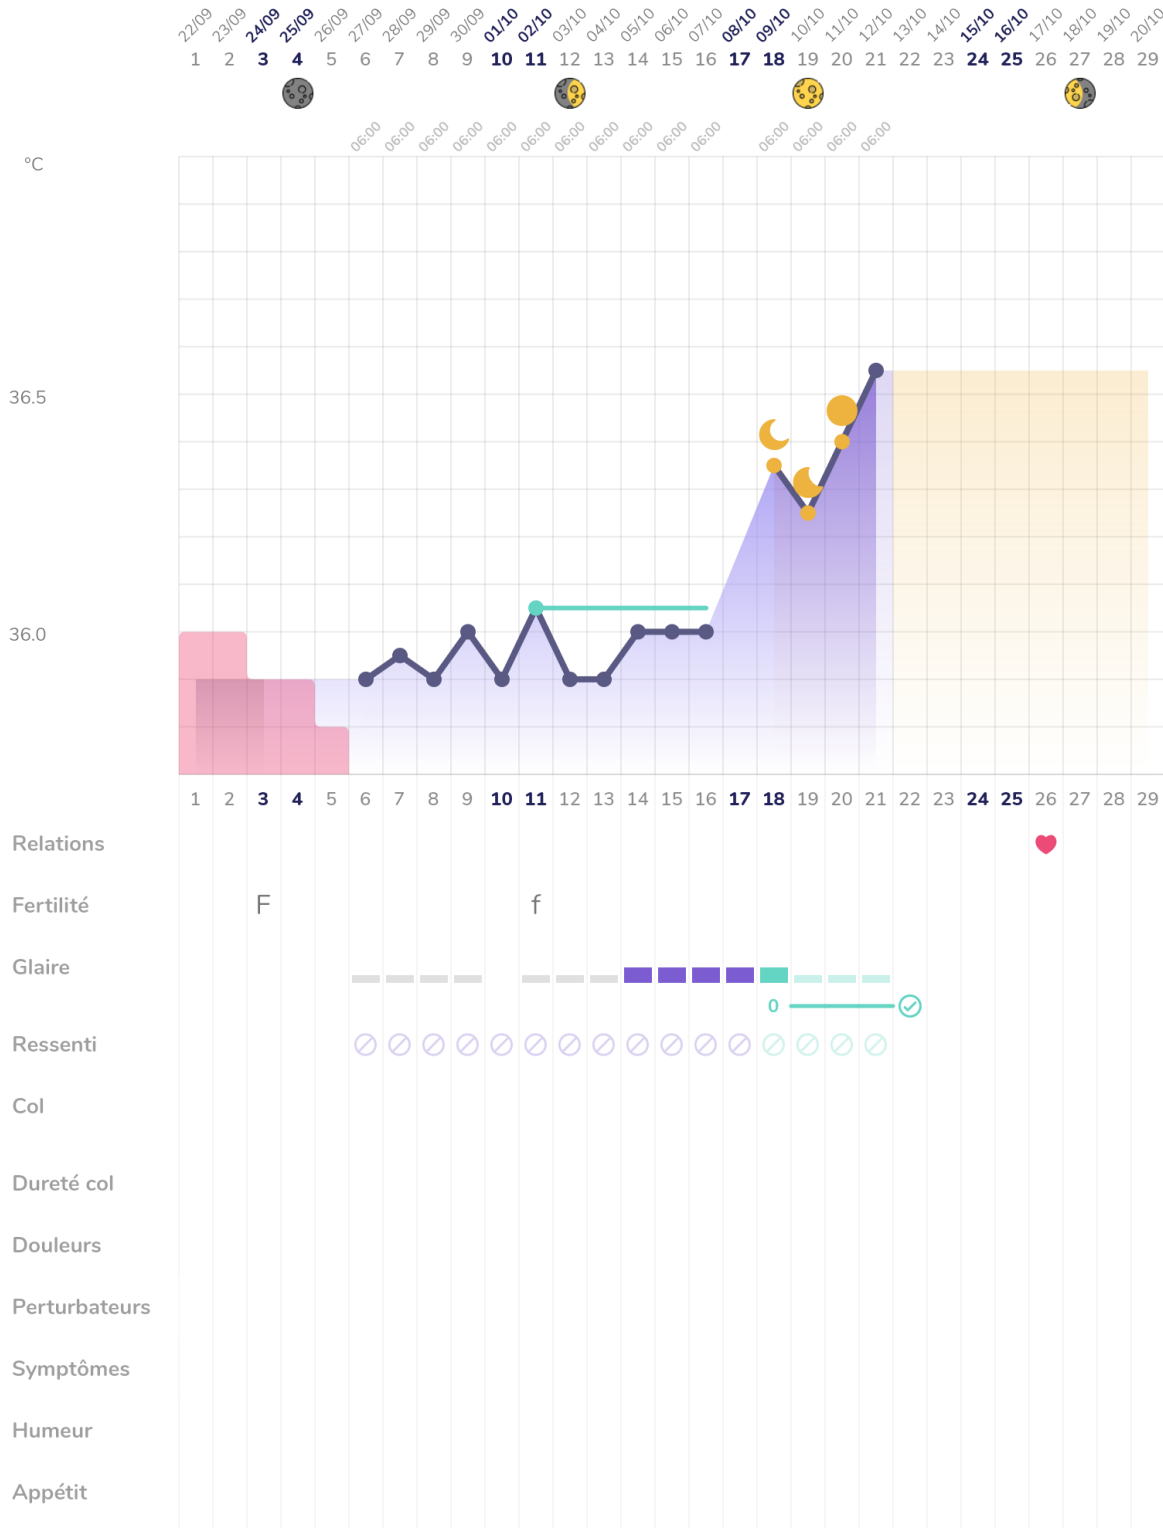 22/09 23/09 24/09 25/09 26/09 27/09 28/09 29/09 30/09 01/10 02/10 03/10 04/10 05/10 06/10 07/10 08/10 09/10 10/10 11/10 12/10 13/10 14/10 15/10 16/10 17/10 18/10 19/10 20/10
1 2 3 4 5 6 7 8 9 10 11 12 13 14 15 16 17 18 19 20 21 22 23 24 25 26 27 28 29
06:00 06:00 06:00 06:00 06:00 06:00 06:00 06:00 06:00 06:00 06:00 06:00 06:00 06:00 06:00
°C
36.5
36.0
1 2 3 4 5 6 7 8 9 10 11 12 13 14 15 16 17 18 19 20 21 22 23 24 25 26 27 28 29
Relations
Fertilité F f
Glaire
0
Ressenti
Col
Dureté col
Douleurs
Perturbateurs
Symptômes
Humeur
Appétit